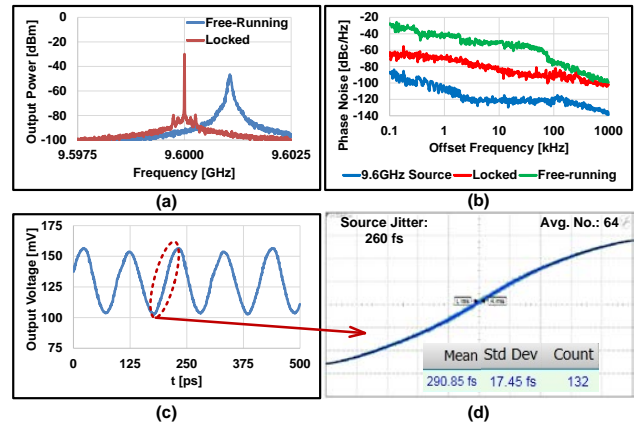 0
-20
-40
-60
-80
-100
Output Power [dBm]
Free-Running
Locked
9.5975
9.6000
9.6025
Frequency [GHz]
(a)
-20
-40
-60
-80
-100
-120
-140
Phase Noise [dBc/Hz]
0.1
1
10
100
1000
Offset Frequency [kHz]
9.6GHz Source
Locked
Free-running
(b)
175
150
125
100
75
Output Voltage [mV]
0
125
250
375
500
t [ps]
(c)
Source Jitter:
260 fs
Avg. No.: 64
Mean Std Dev Count
290.85 fs 17.45 fs 132
(d)